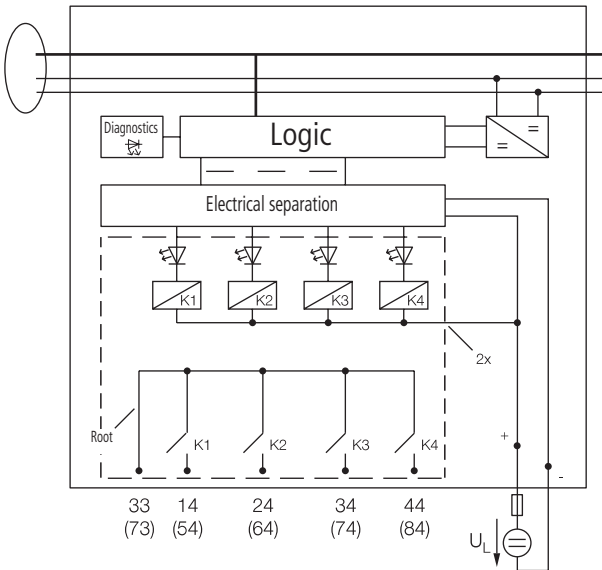 Diagnostics
Logic
=
=
Electrical separation
K1 K2 K3 K4
2x
Root
K1 K2 K3 K4
+
-
33 14 24 34 44
(73) (54) (64) (74) (84)
UL
=